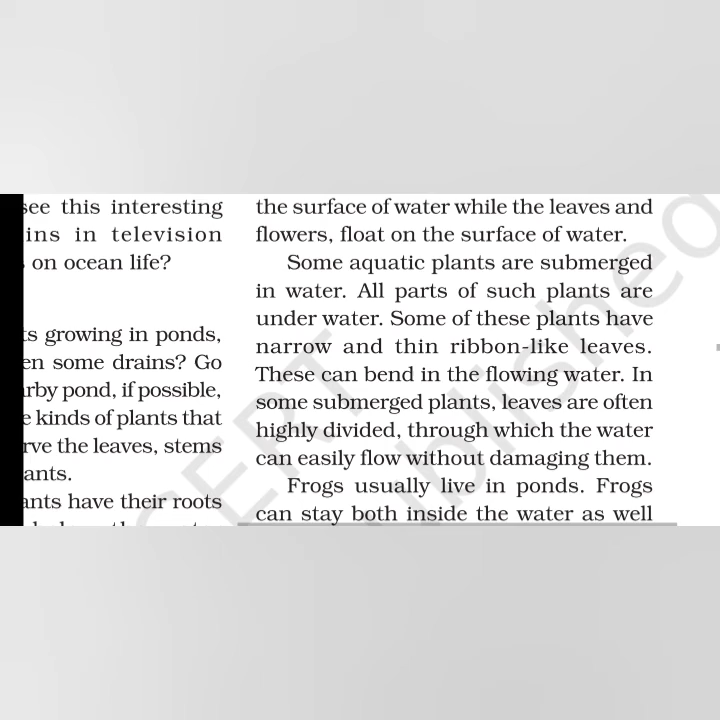 see this interesting
ins in television
on ocean life?
ts growing in ponds,
en some drains? Go
arby pond, if possible,
e kinds of plants that
rve the leaves, stems
ants.
ants have their roots
the surface of water while the leaves and
flowers, float on the surface of water.
Some aquatic plants are submerged
in water. All parts of such plants are
under water. Some of these plants have
narrow and thin ribbon-like leaves.
These can bend in the flowing water. In
some submerged plants, leaves are often
highly divided, through which the water
can easily flow without damaging them.
Frogs usually live in ponds. Frogs
can stay both inside the water as well